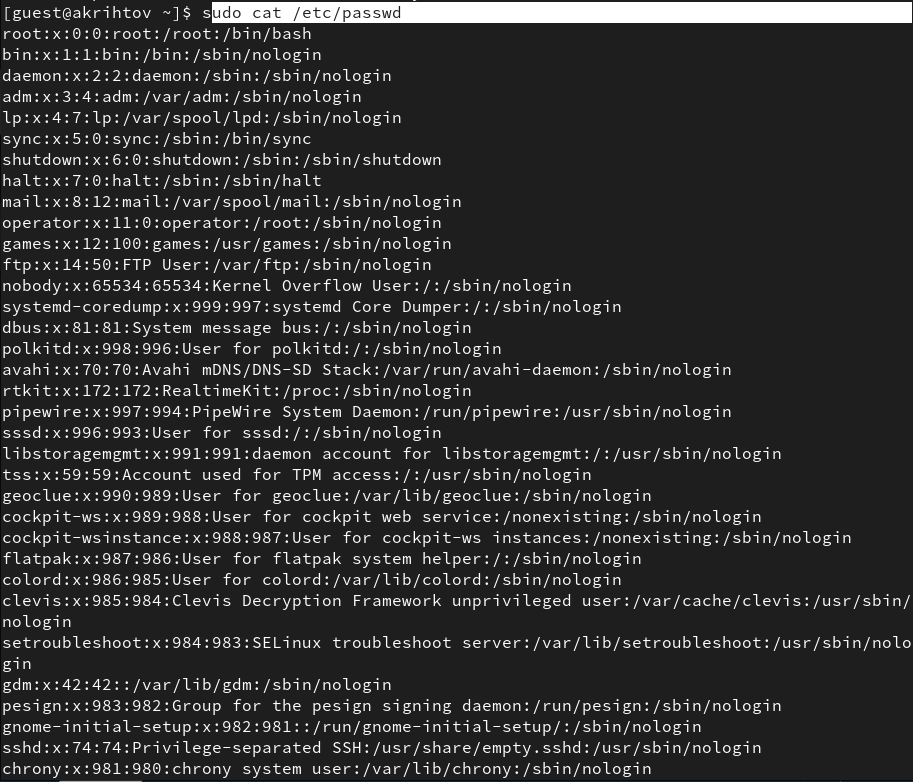 [guest@akrihtov ~]$ sudo cat /etc/passwd
root:x:0:0:root:/root:/bin/bash
bin:x:1:1:bin:/bin:/sbin/nologin
daemon:x:2:2:daemon:/sbin:/sbin/nologin
adm:x:3:4:adm:/var/adm:/sbin/nologin
lp:x:4:7:lp:/var/spool/lpd:/sbin/nologin
sync:x:5:0:sync:/sbin:/bin/sync
shutdown:x:6:0:shutdown:/sbin:/sbin/shutdown
halt:x:7:0:halt:/sbin:/sbin/halt
mail:x:8:12:mail:/var/spool/mail:/sbin/nologin
operator:x:11:0:operator:/root:/sbin/nologin
games:x:12:100:games:/usr/games:/sbin/nologin
ftp:x:14:50:FTP User:/var/ftp:/sbin/nologin
nobody:x:65534:65534:Kernel Overflow User:/:/sbin/nologin
systemd-coredump:x:999:997:systemd Core Dumper:/:/sbin/nologin
dbus:x:81:81:System message bus:/:/sbin/nologin
polkitd:x:998:996:User for polkitd:/:/sbin/nologin
avahi:x:70:70:Avahi mDNS/DNS-SD Stack:/var/run/avahi-daemon:/sbin/nologin
rtkit:x:172:172:RealtimeKit:/proc:/sbin/nologin
pipewire:x:997:994:PipeWire System Daemon:/run/pipewire:/usr/sbin/nologin
sssd:x:996:993:User for sssd:/:/sbin/nologin
libstoragemgmt:x:991:991:daemon account for libstoragemgmt:/:/usr/sbin/nologin
tss:x:59:59:Account used for TPM access:/:/usr/sbin/nologin
geoclue:x:990:989:User for geoclue:/var/lib/geoclue:/sbin/nologin
cockpit-ws:x:989:988:User for cockpit web service:/nonexisting:/sbin/nologin
cockpit-wsinstance:x:988:987:User for cockpit-ws instances:/nonexisting:/sbin/nologin
flatpak:x:987:986:User for flatpak system helper:/:/sbin/nologin
colord:x:986:985:User for colord:/var/lib/colord:/sbin/nologin
clevis:x:985:984:Clevis Decryption Framework unprivileged user:/var/cache/clevis:/usr/sbin/
nologin
setroubleshoot:x:984:983:SELinux troubleshoot server:/var/lib/setroubleshoot:/usr/sbin/nolo
gin
gdm:x:42:42::/var/lib/gdm:/sbin/nologin
pesign:x:983:982:Group for the pesign signing daemon:/run/pesign:/sbin/nologin
gnome-initial-setup:x:982:981::/run/gnome-initial-setup/:/sbin/nologin
sshd:x:74:74:Privilege-separated SSH:/usr/share/empty.sshd:/usr/sbin/nologin
chrony:x:981:980:chrony system user:/var/lib/chrony:/sbin/nologin